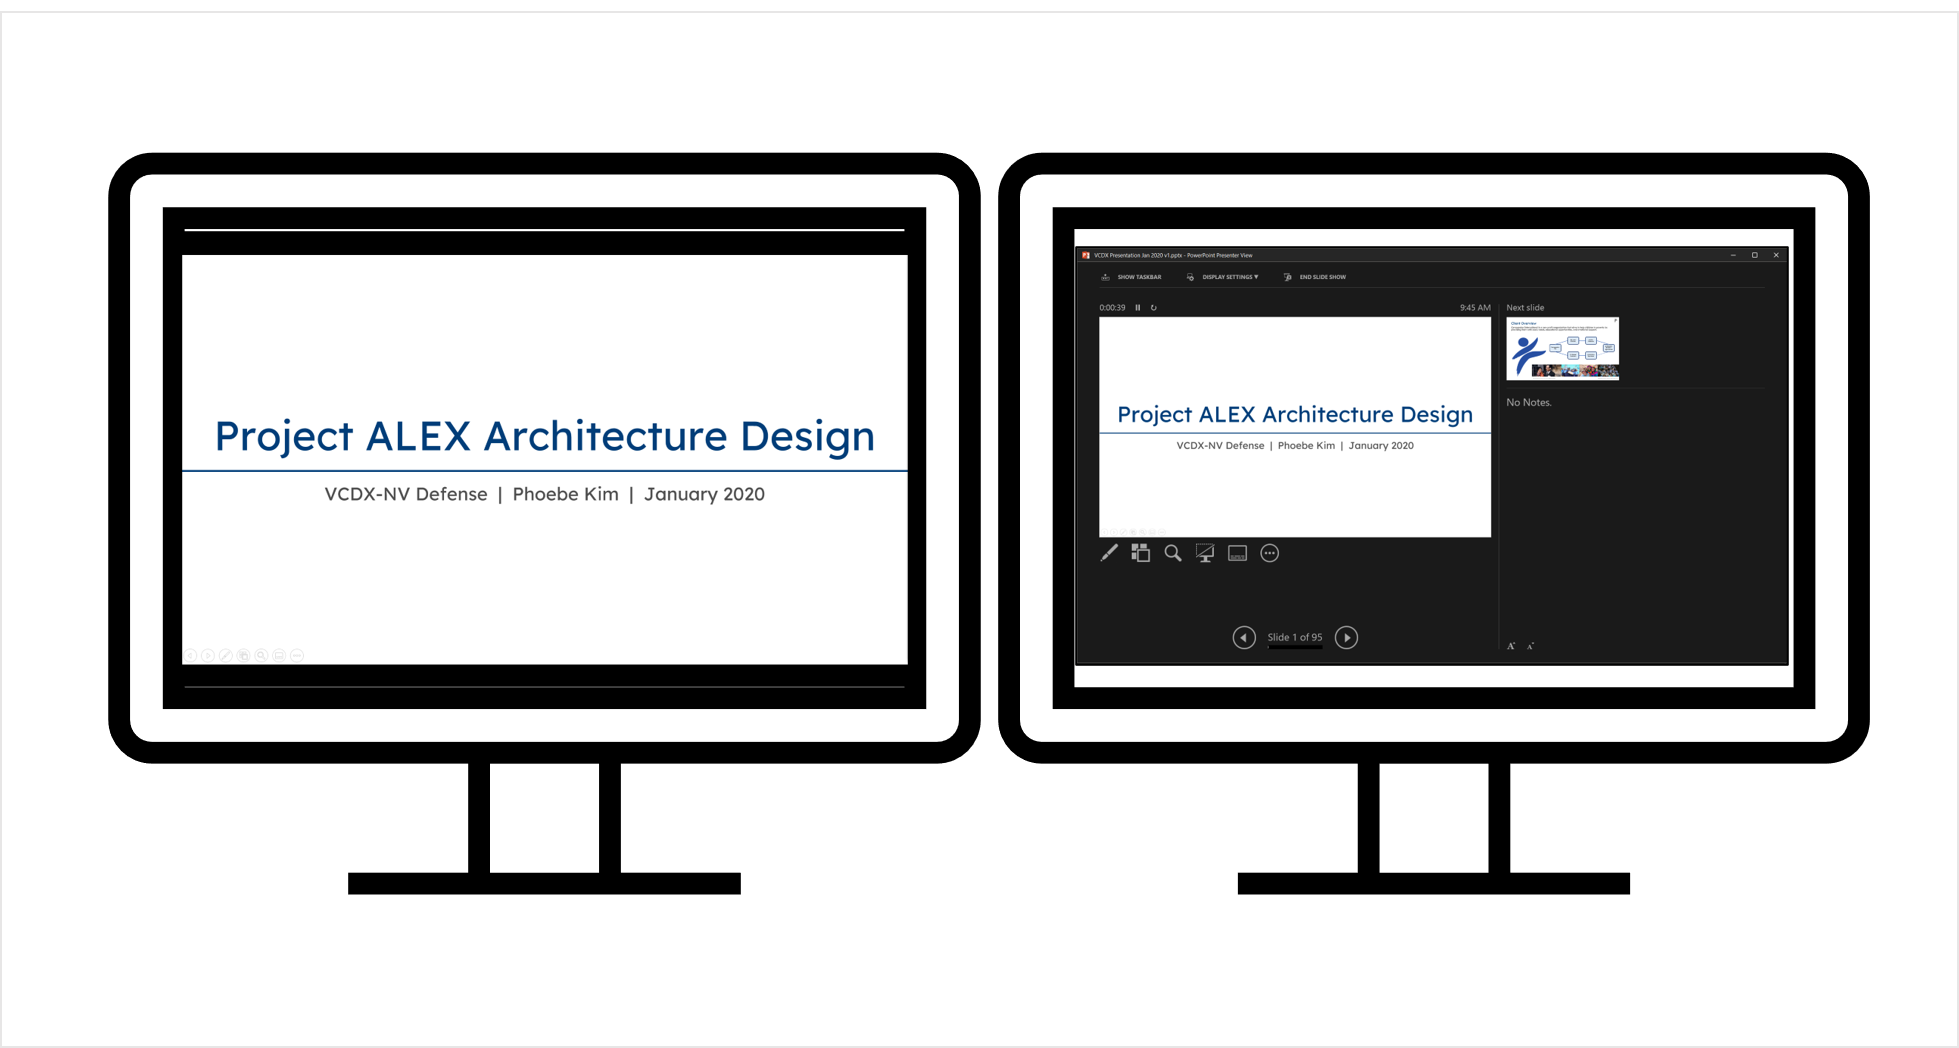 Project ALEX Architecture Design
VCDX-NV Defense | Phoebe Kim | January 2020
VCDX Presentation Jan 2020 v1.pptx - PowerPoint Presenter View
SHOW TASKBAR
DISPLAY SETTINGS ▼
END SLIDE SHOW
0:00:39
9:45 AM
Project ALEX Architecture Design
VCDX-NV Defense | Phoebe Kim | January 2020
Slide 1 of 95
Next slide
Client Overview
No Notes.
A A